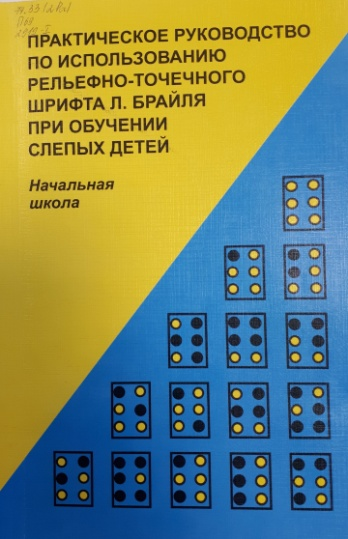 ПРАКТИЧЕСКОЕ РУКОВОДСТВО
ПО ИСПОЛЬЗОВАНИЮ
РЕЛЬЕФНО-ТОЧЕЧНОГО
ШРИФТА Л. БРАЙЛЯ
ПРИ ОБУЧЕНИИ
СЛЕПЫХ ДЕТЕЙ
Начальная
школа